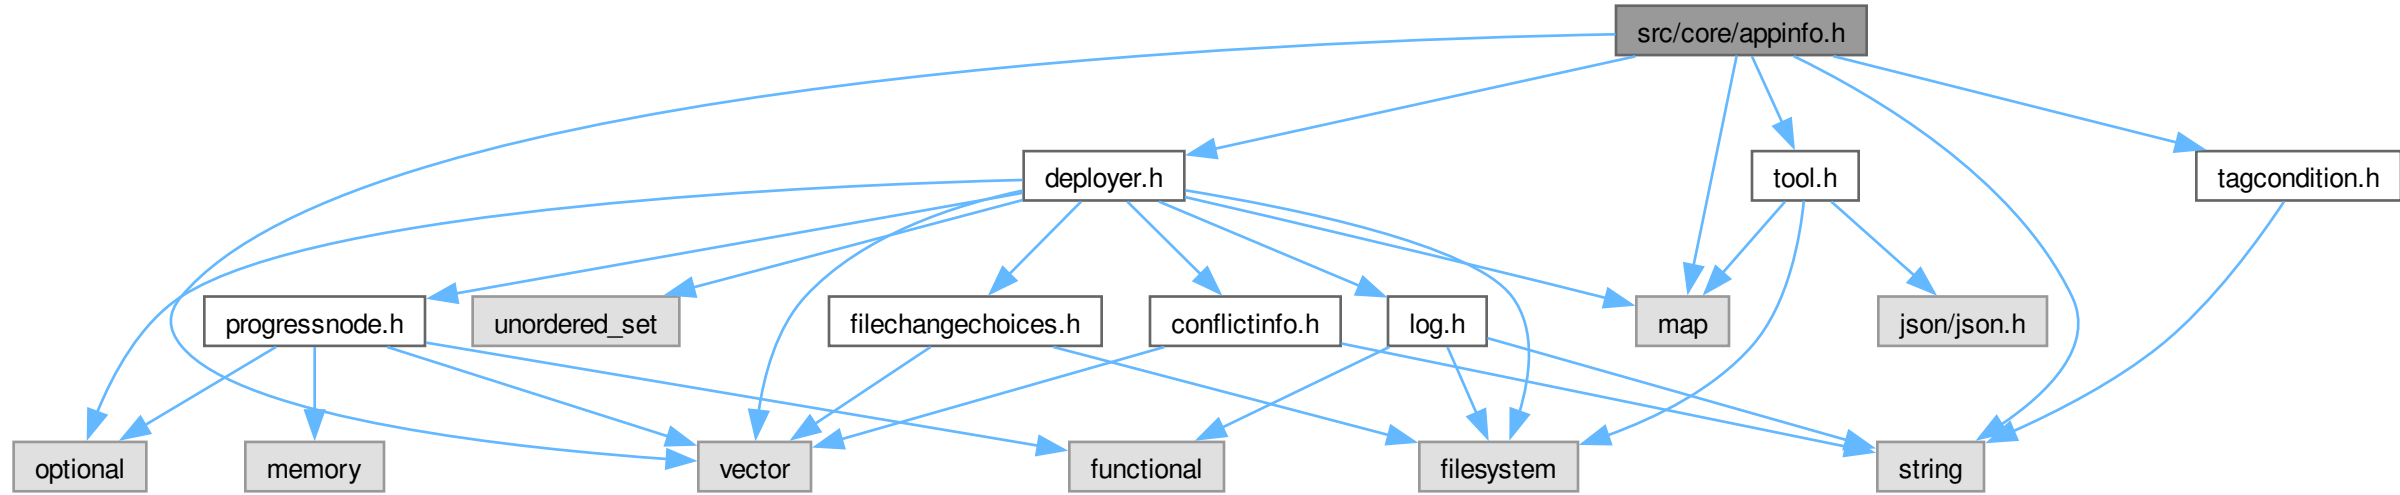 src/core/appinfo.h
deployer.h
tool.h
tagcondition.h
progressnode.h
unordered_set
filechangechoices.h
conflictinfo.h
log.h
map
json/json.h
optional
memory
vector
functional
filesystem
string